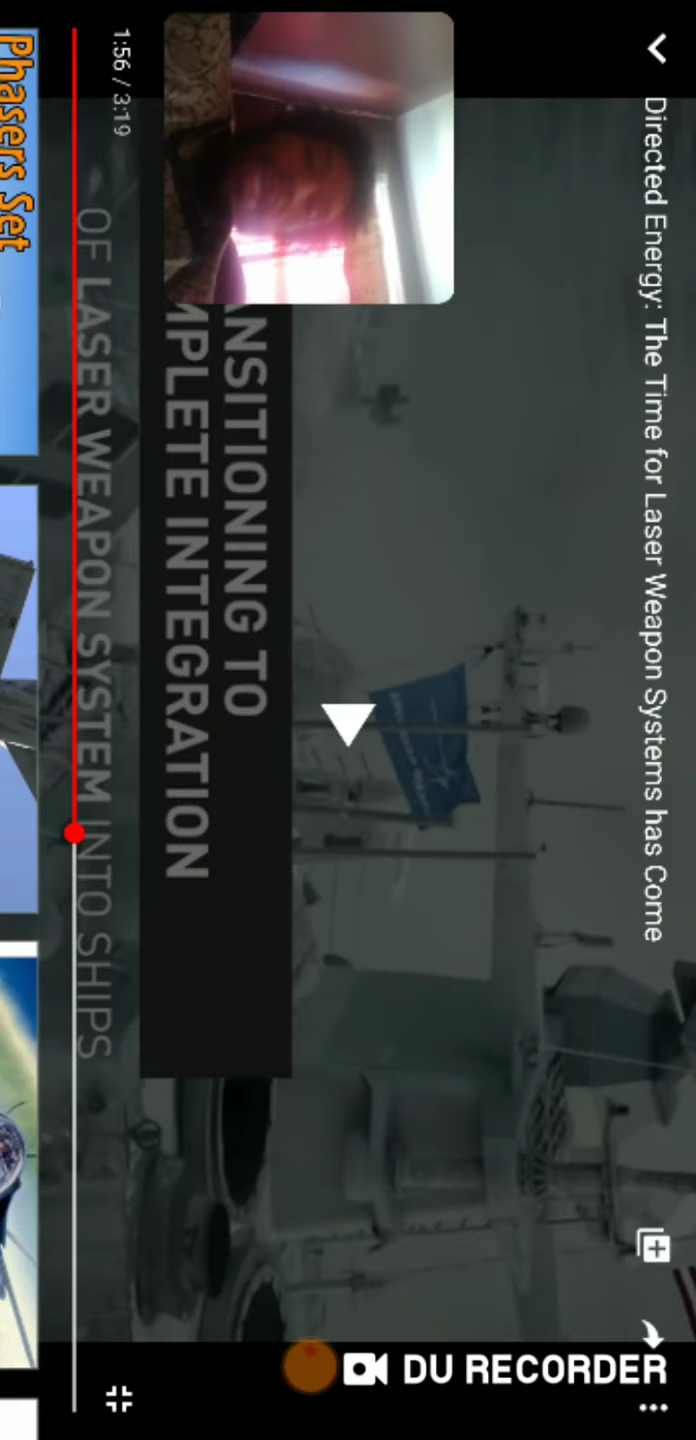 Directed Energy: The Time for Laser Weapon Systems has Come
ANSITIONING TO
MPLETE INTEGRATION
OF LASER WEAPON SYSTEM INTO SHIPS
1:56 / 3:19
Phasers Set
DU RECORDER